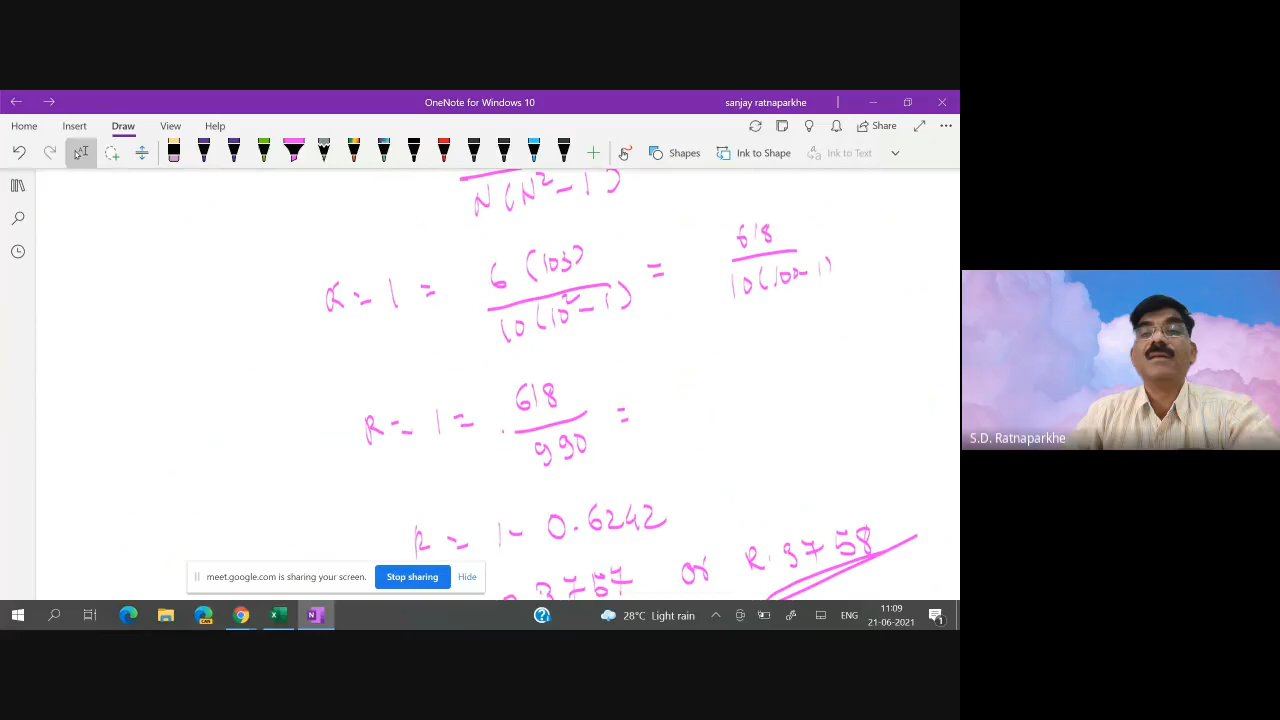 OneNote for Windows 10
sanjay ratnaparkhe
Home Insert Draw View Help
Share
Shapes
Ink to Shape
Ink to Text
N(N²-1)
R = 1 = 6(103) / 10(10²-1) = 618 / 10(100-1)
R = 1 = 618 / 990 =
R = 1 - 0.6242
0.3757 or R.3758
meet.google.com is sharing your screen.
Stop sharing
Hide
S.D. Ratnaparkhe
28°C Light rain
ENG
11:09
21-06-2021